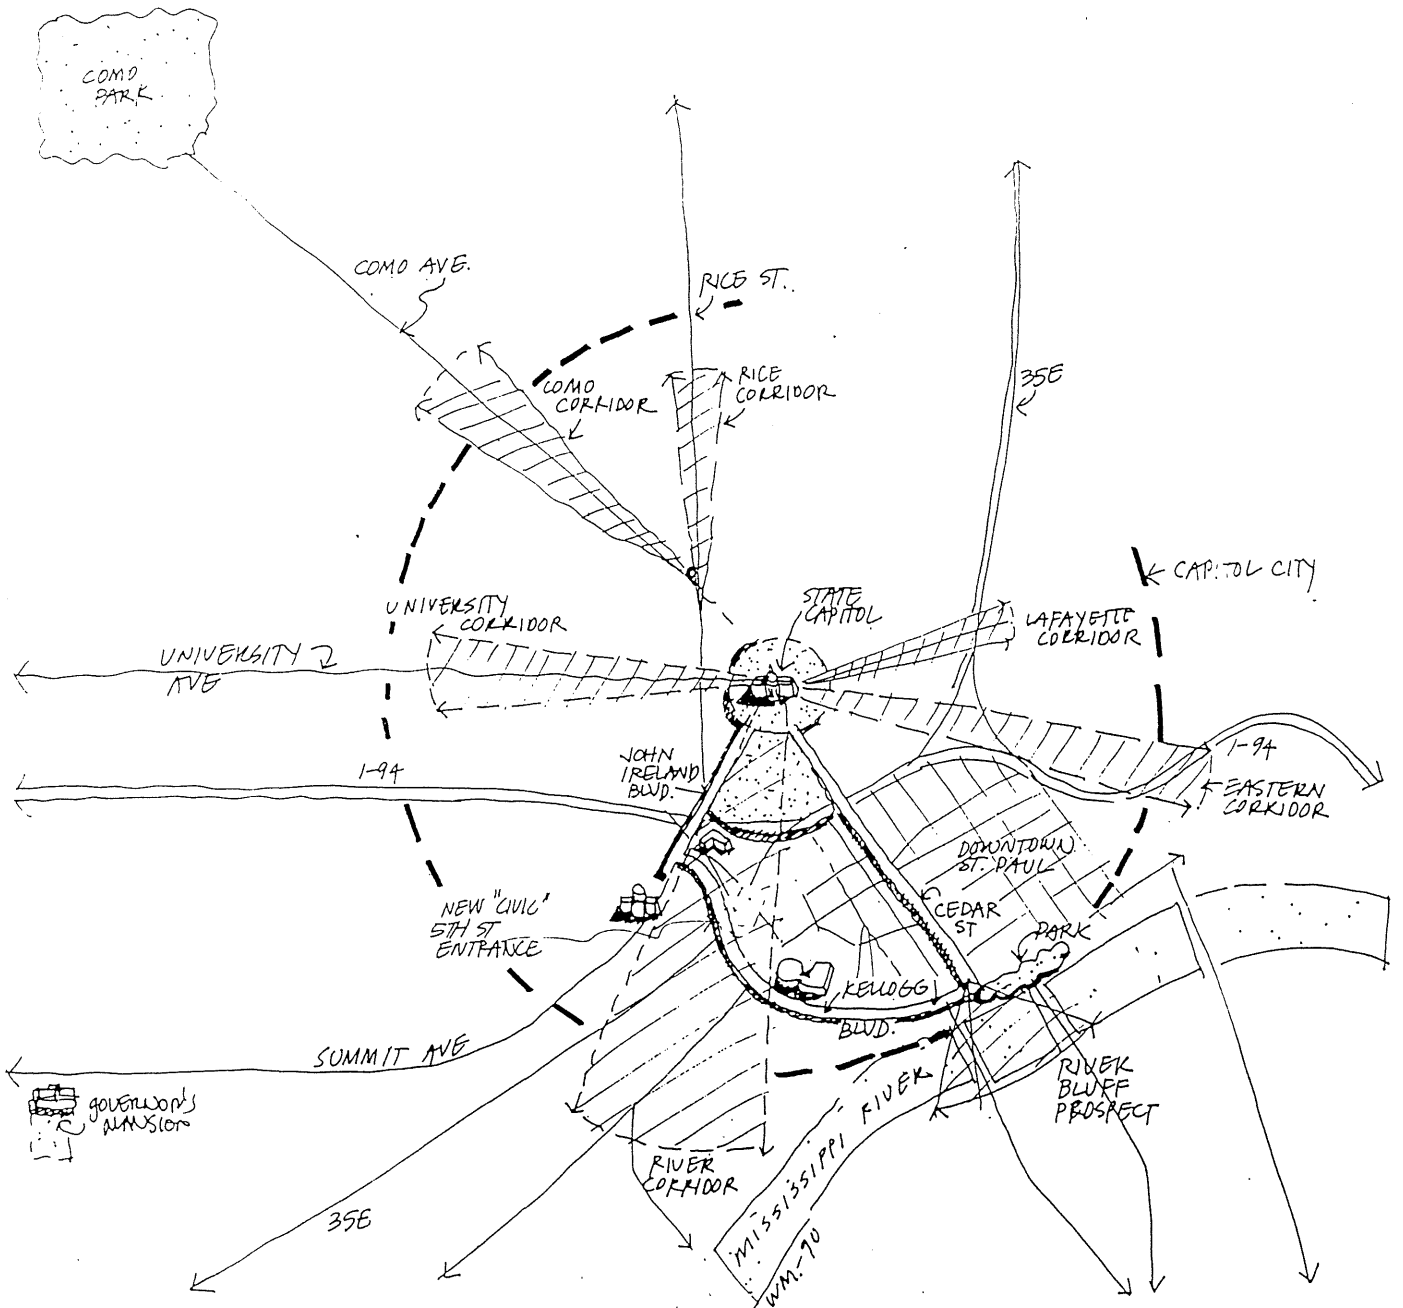 COMO
PARK
COMO AVE.
RICE ST.
35E
COMO
CORRIDOR
RICE
CORRIDOR
CAPITOL CITY
UNIVERSITY
CORRIDOR
STATE
CAPITOL
LAFAYETTE
CORRIDOR
UNIVERSITY
AVE
I-94
JOHN
IRELAND
BLVD.
I-94
EASTERN
CORRIDOR
DOWNTOWN
ST. PAUL
NEW "CIVIC"
5TH ST
ENTRANCE
CEDAR
ST
PARK
KELLOGG
BLVD.
SUMMIT AVE
GOVERNOR'S
MANSION
RIVER
BLUFF
PROSPECT
MISSISSIPPI RIVER
RIVER
CORRIDOR
35E
WM.-90